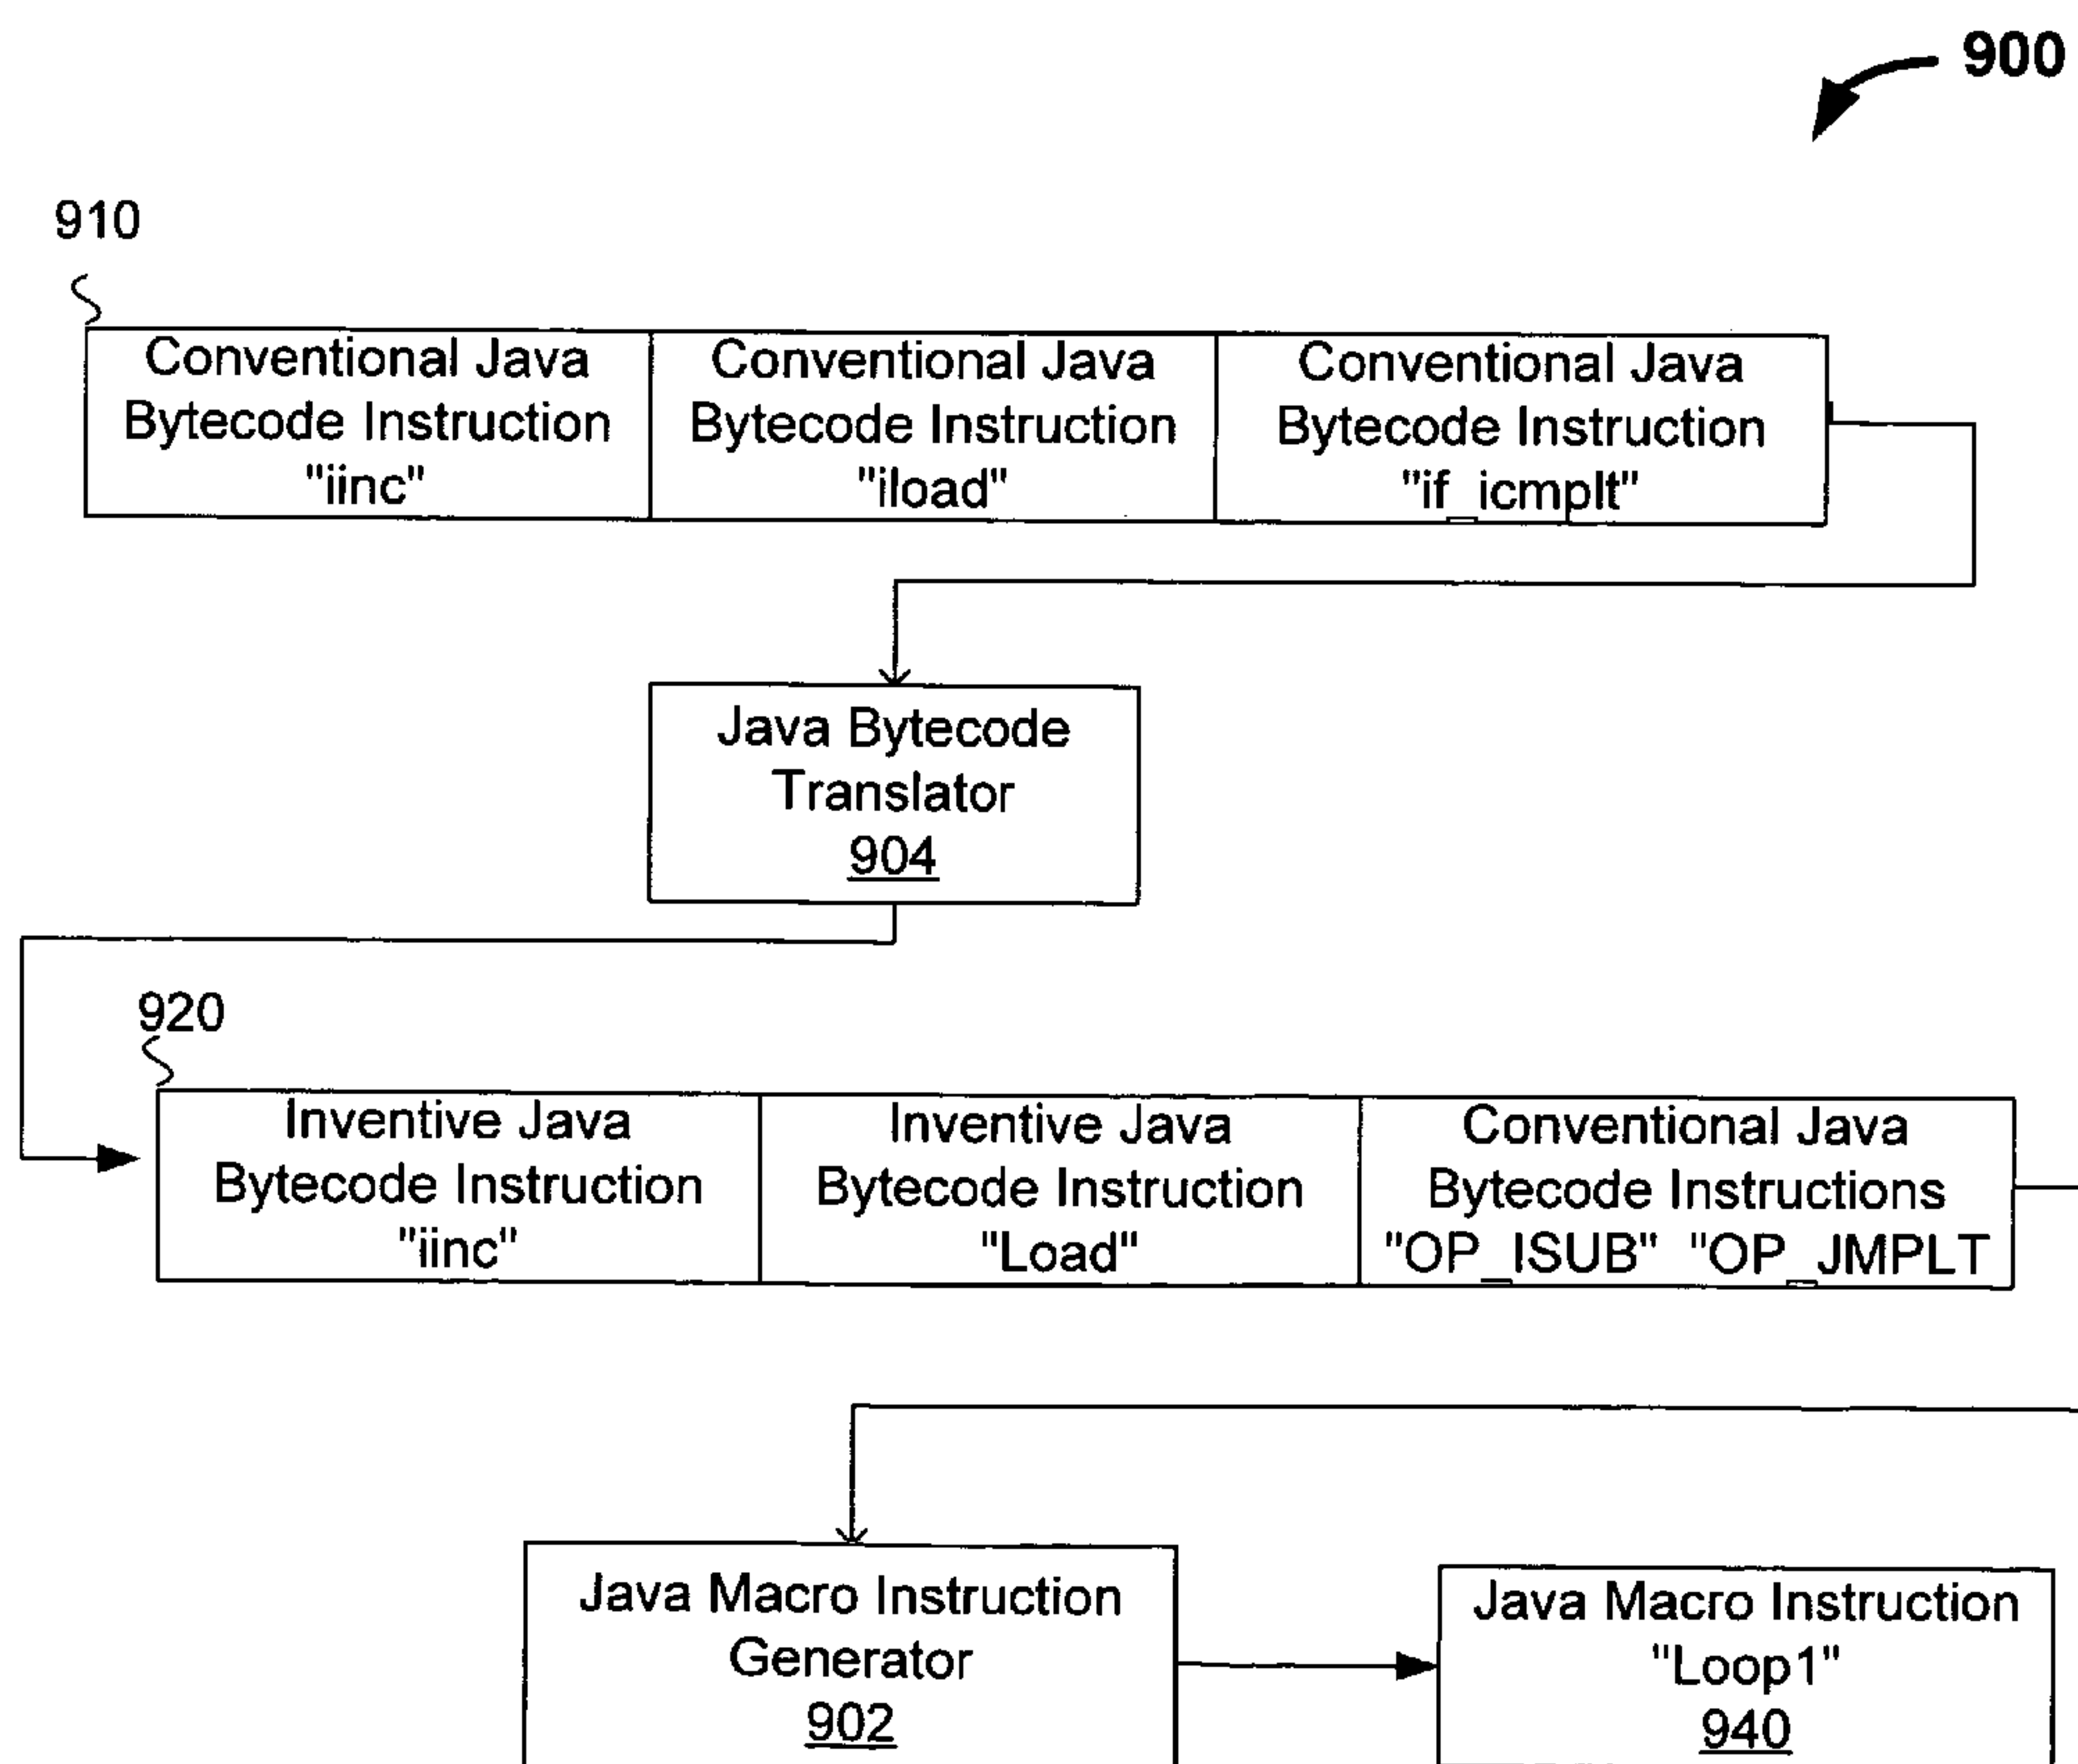 900
910
Conventional Java
Bytecode Instruction
"iinc"
Conventional Java
Bytecode Instruction
"iload"
Conventional Java
Bytecode Instruction
"if_icmplt"
Java Bytecode
Translator
904
920
Inventive Java
Bytecode Instruction
"iinc"
Inventive Java
Bytecode Instruction
"Load"
Conventional Java
Bytecode Instructions
"OP_ISUB" "OP_JMPLT
Java Macro Instruction
Generator
902
Java Macro Instruction
"Loop1"
940